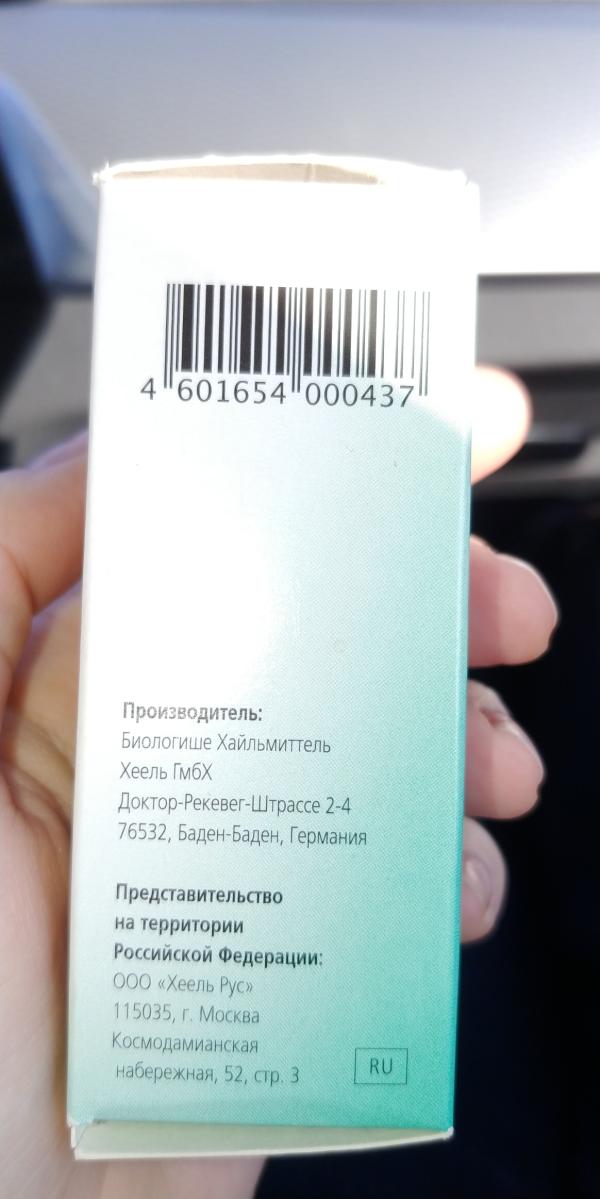 4 601654 000437
Производитель:
Биологише Хайльмиттель
Хеель ГмбХ
Доктор-Рекевег-Штрассе 2-4
76532, Баден-Баден, Германия
Представительство
на территории
Российской Федерации:
ООО «Хеель Рус»
115035, г. Москва
Космодамианская
набережная, 52, стр. 3
RU